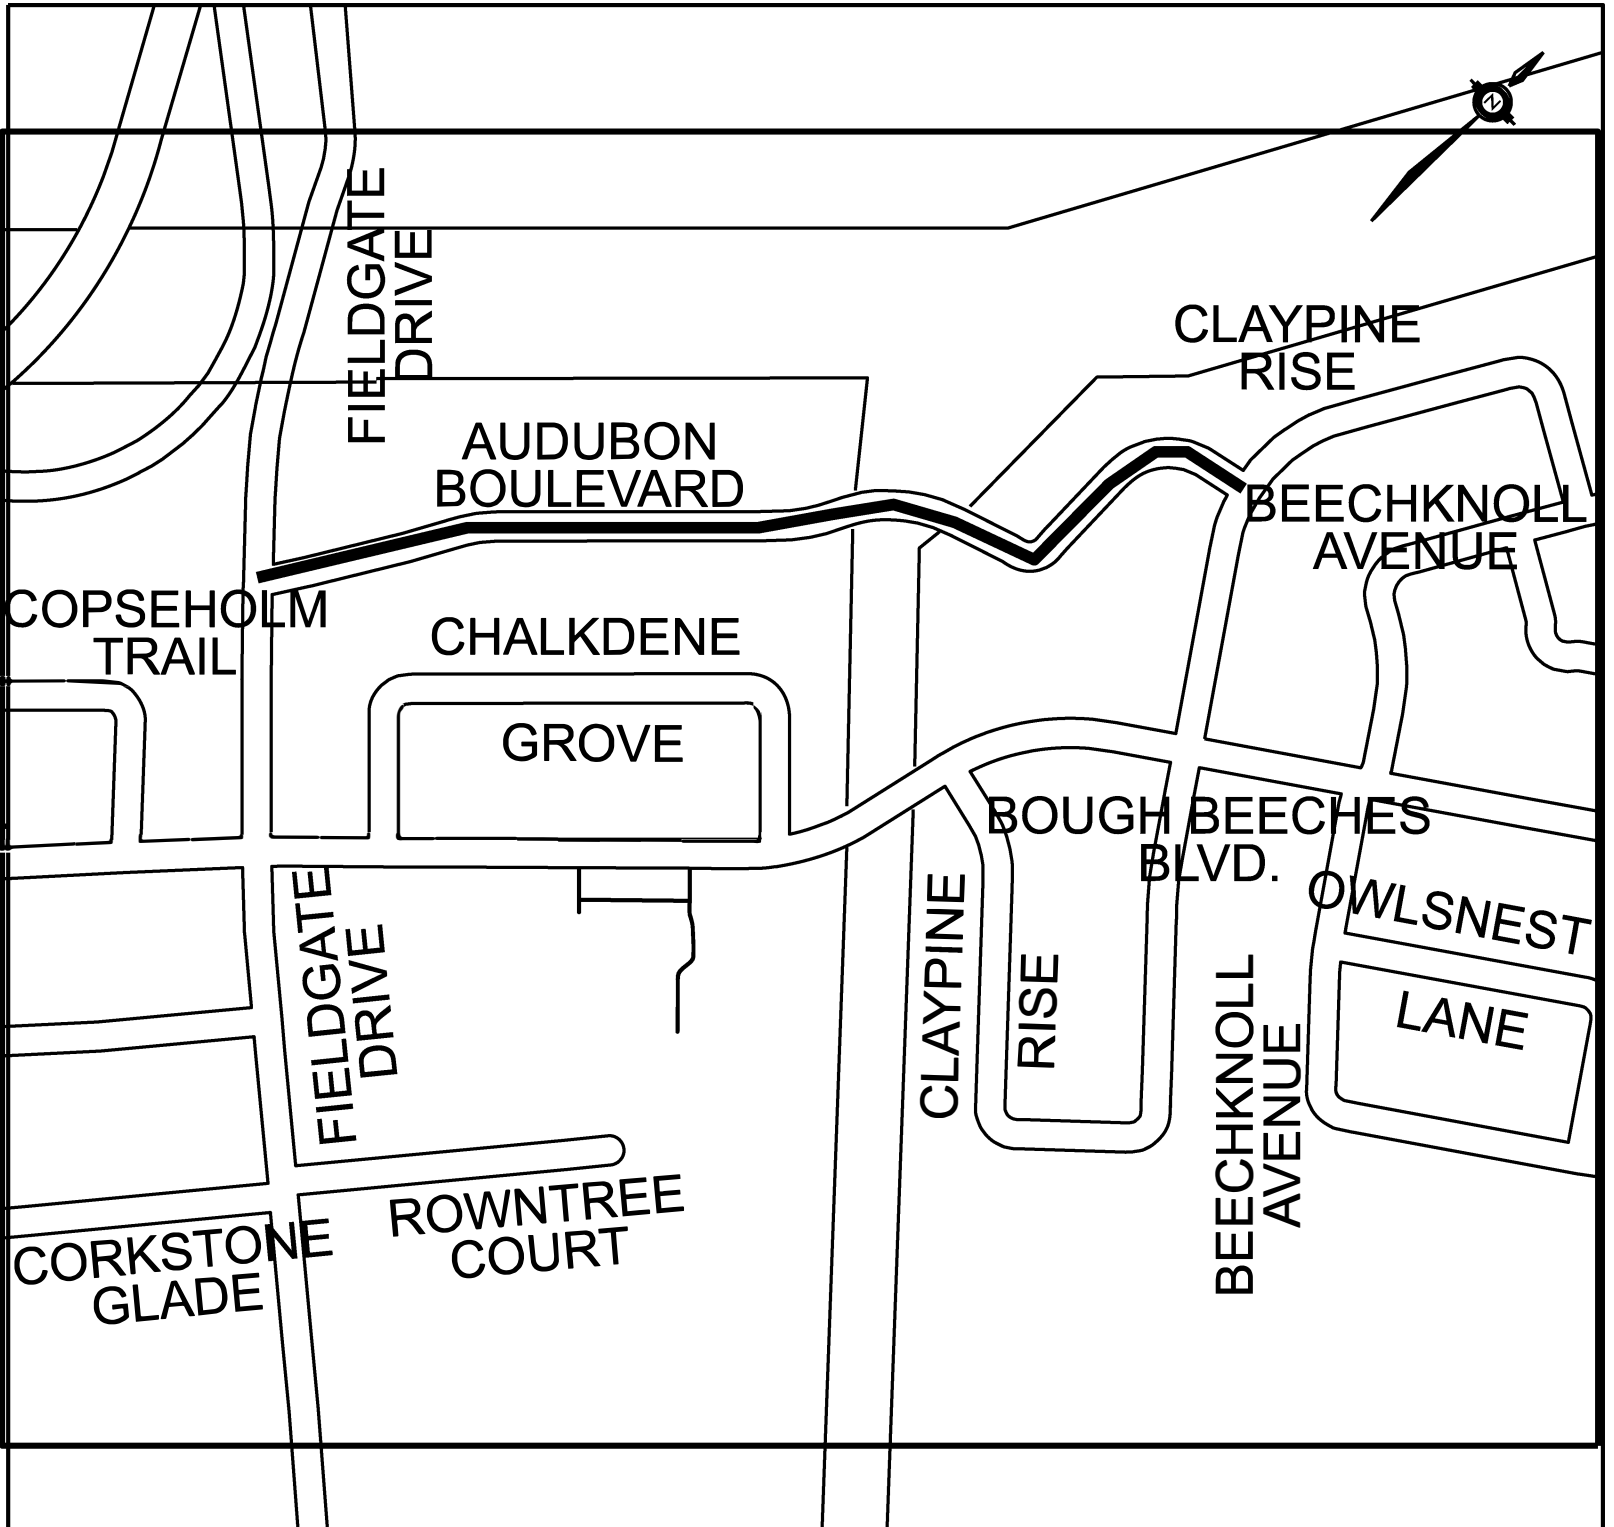 FIELDGATE
DRIVE
CLAYPINE
RISE
AUDUBON
BOULEVARD
BEECHKNOLL
AVENUE
COPSEHOLM
TRAIL
CHALKDENE
GROVE
BOUGH BEECHES
BLVD.
OWLSNEST
LANE
FIELDGATE
DRIVE
CLAYPINE
RISE
BEECHKNOLL
AVENUE
ROWNTREE
COURT
CORKSTONE
GLADE
N